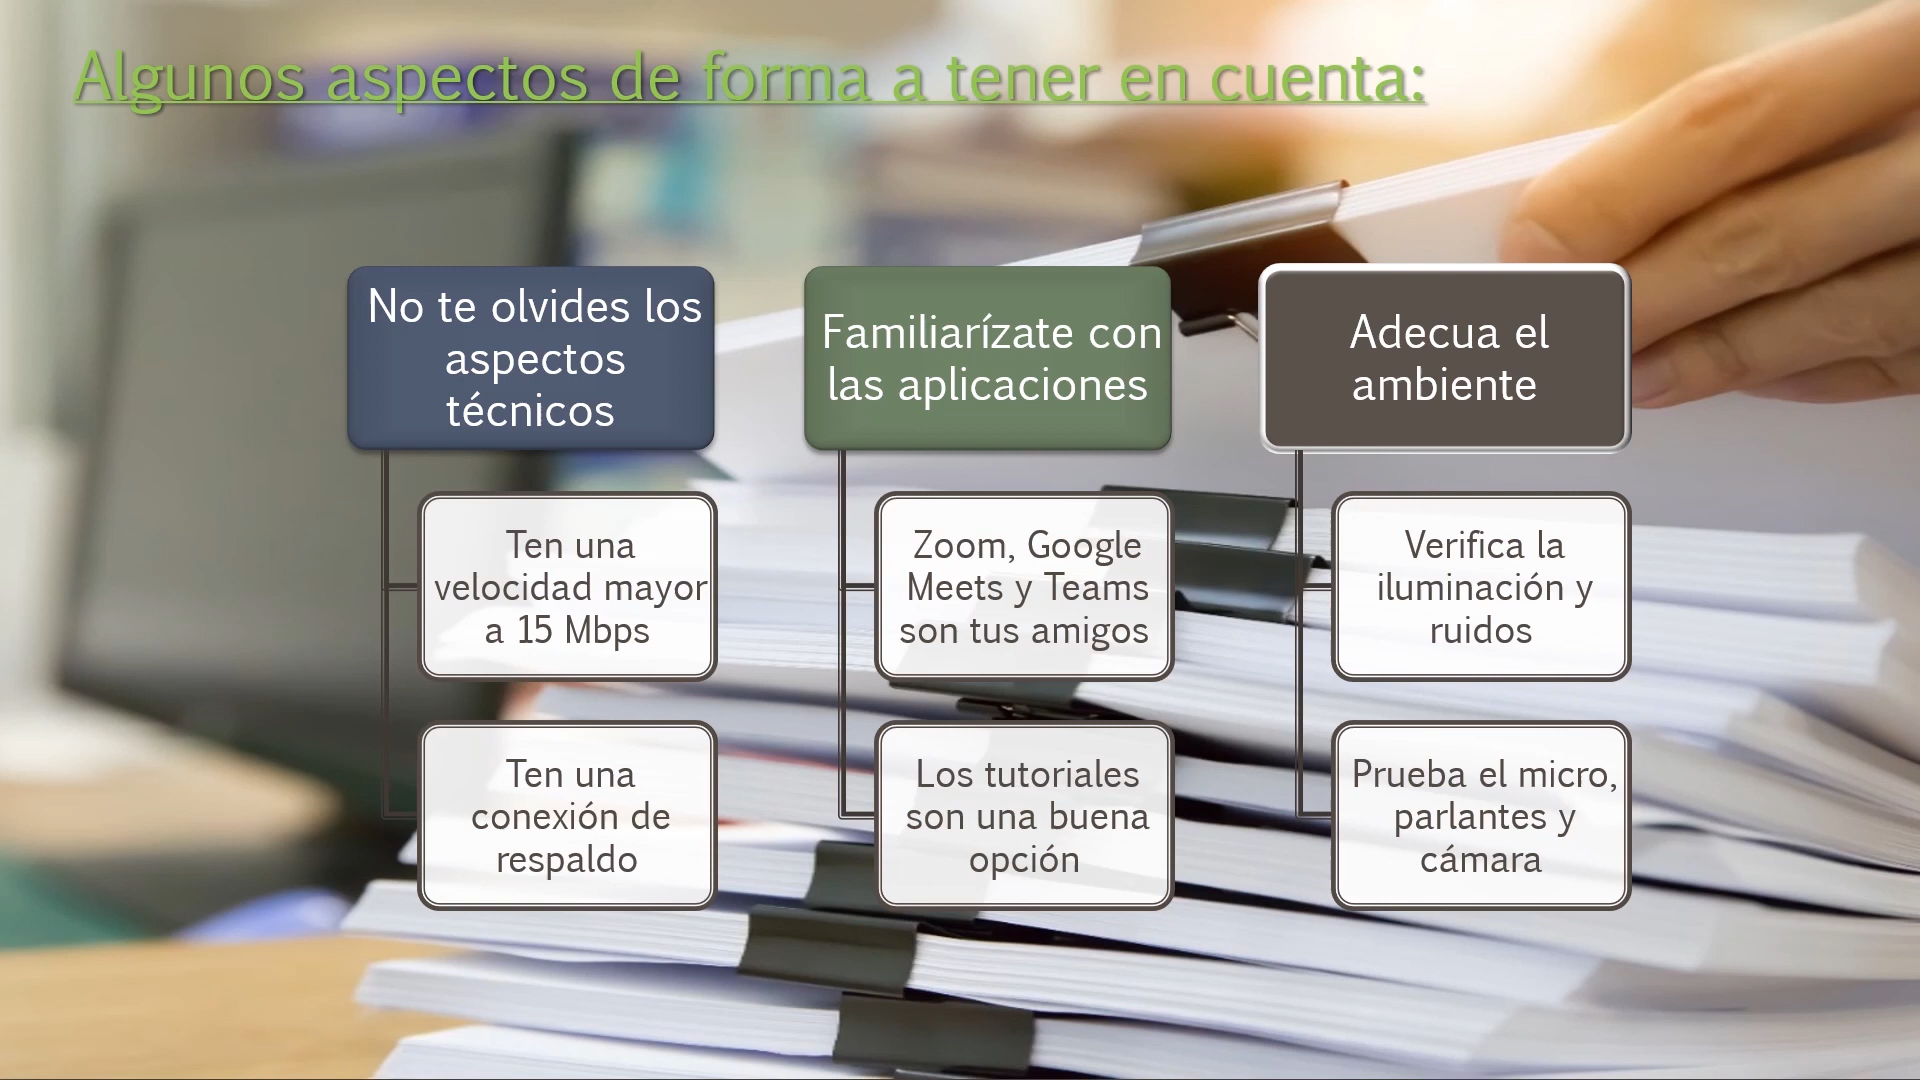 Algunos aspectos de forma a tener en cuenta:
No te olvides los
aspectos
técnicos
Ten una
velocidad mayor
a 15 Mbps
Ten una
conexión de
respaldo
Familiarízate con
las aplicaciones
Zoom, Google
Meets y Teams
son tus amigos
Los tutoriales
son una buena
opción
Adecua el
ambiente
Verifica la
iluminación y
ruidos
Prueba el micro,
parlantes y
cámara